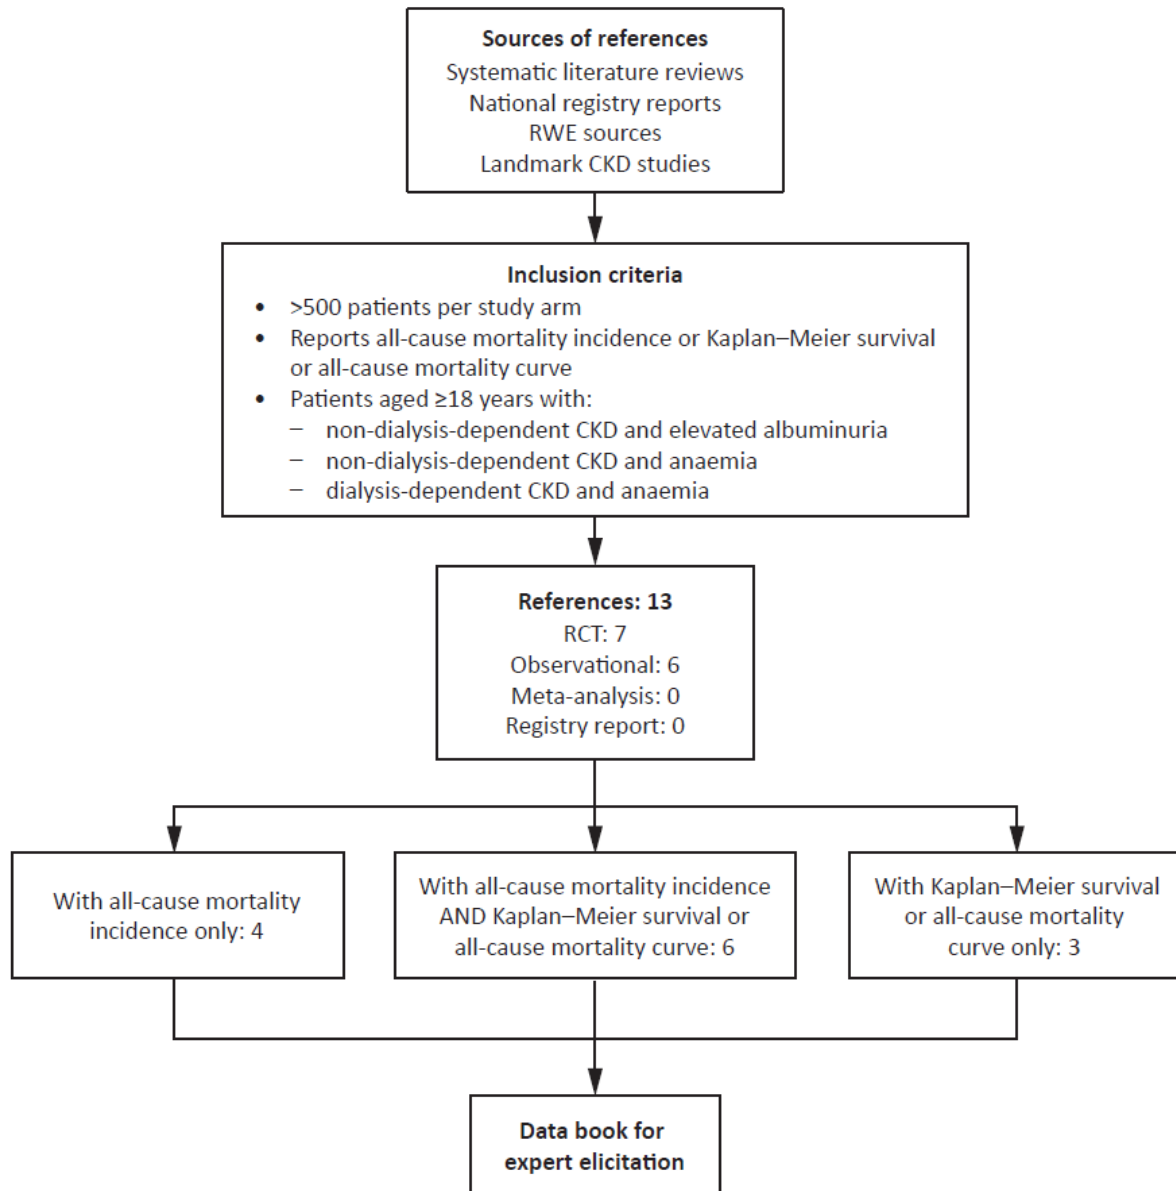 Sources of references
Systematic literature reviews
National registry reports
RWE sources
Landmark CKD studies
Inclusion criteria
• >500 patients per study arm
• Reports all-cause mortality incidence or Kaplan–Meier survival
or all-cause mortality curve
• Patients aged ≥18 years with:
– non-dialysis-dependent CKD and elevated albuminuria
– non-dialysis-dependent CKD and anaemia
– dialysis-dependent CKD and anaemia
References: 13
RCT: 7
Observational: 6
Meta-analysis: 0
Registry report: 0
With all-cause mortality
incidence only: 4
With all-cause mortality incidence
AND Kaplan–Meier survival or
all-cause mortality curve: 6
With Kaplan–Meier survival
or all-cause mortality
curve only: 3
Data book for
expert elicitation